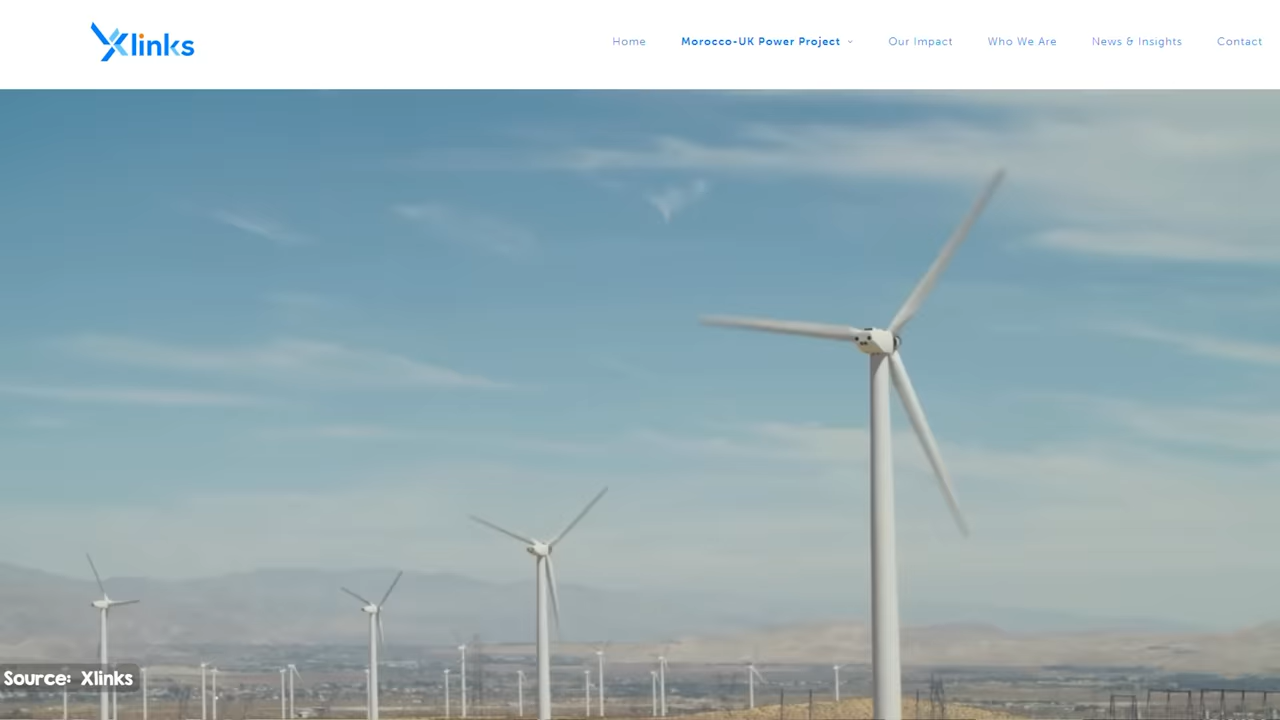 Xlinks
Home Morocco-UK Power Project Our Impact Who We Are News & Insights Contact
Source: Xlinks